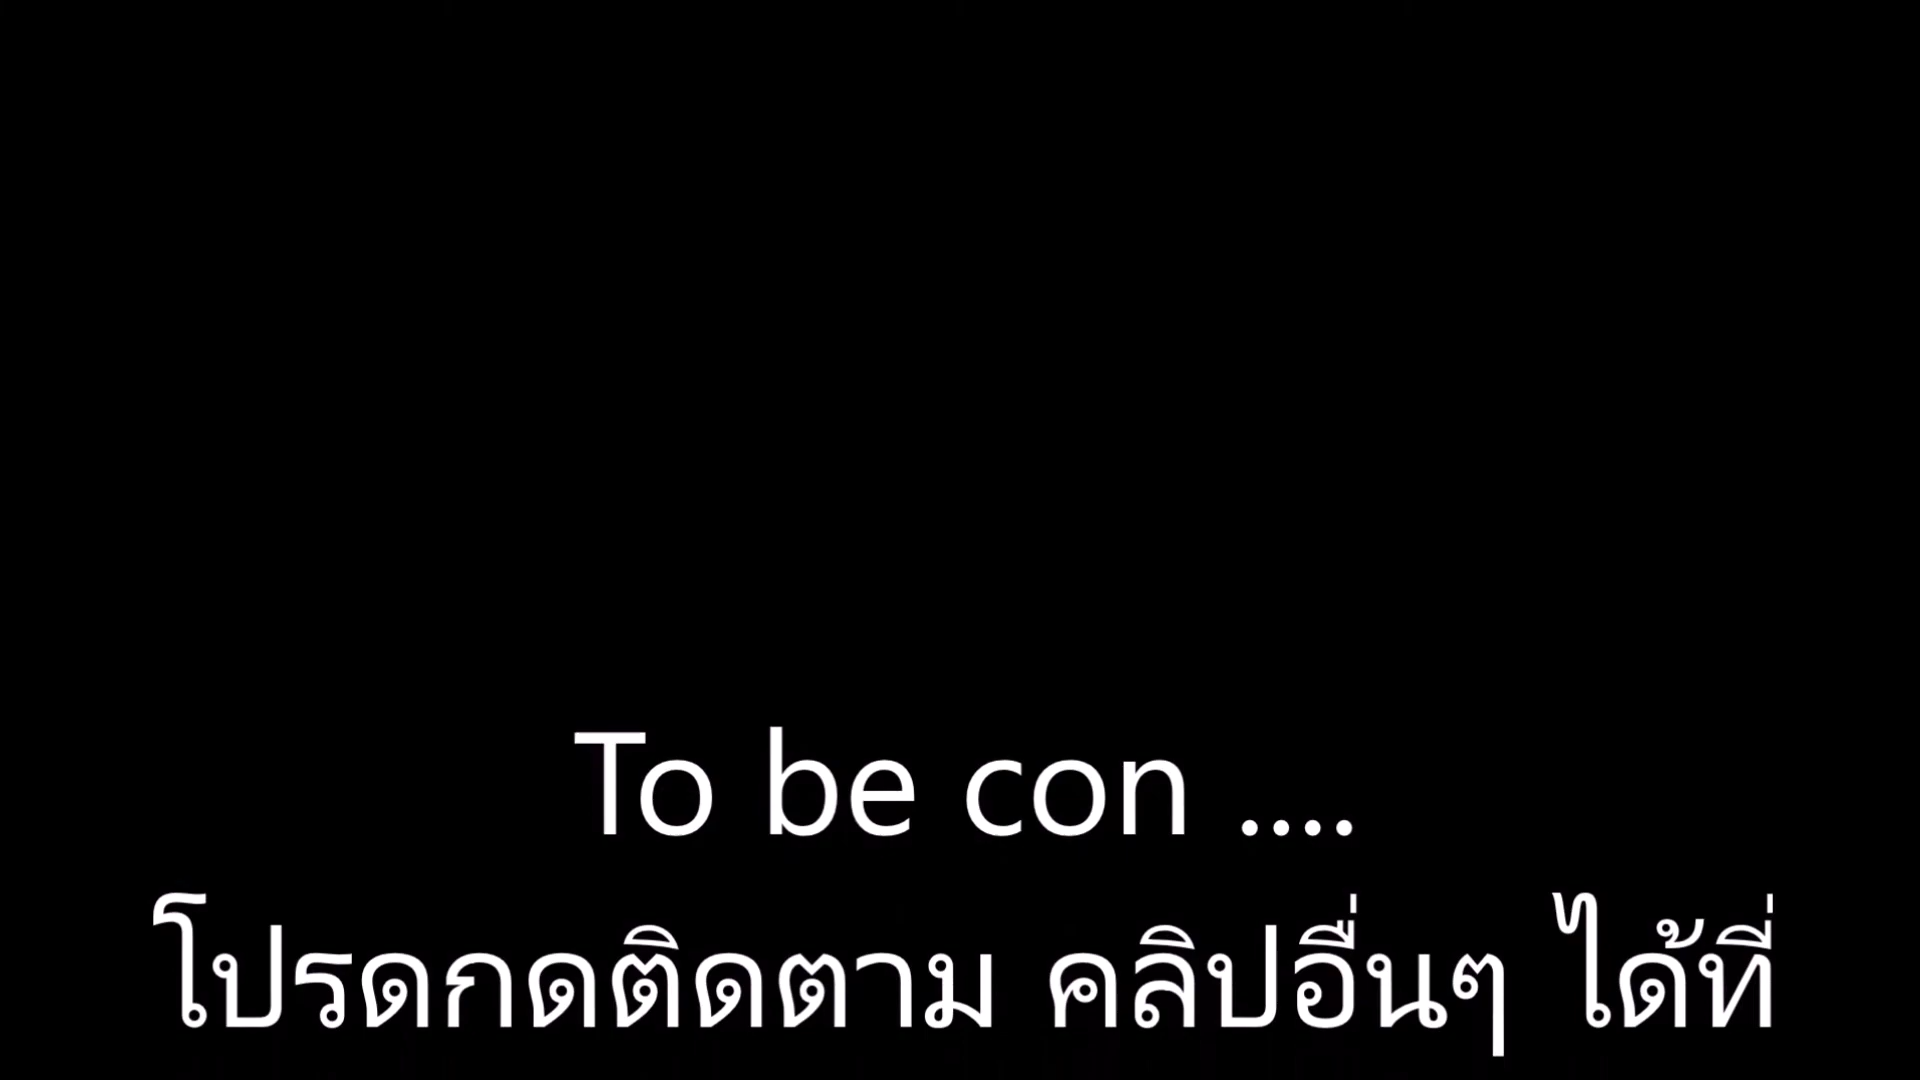 To be con ....
โปรดกดติดตาม คลิปอื่นๆ ได้ที่